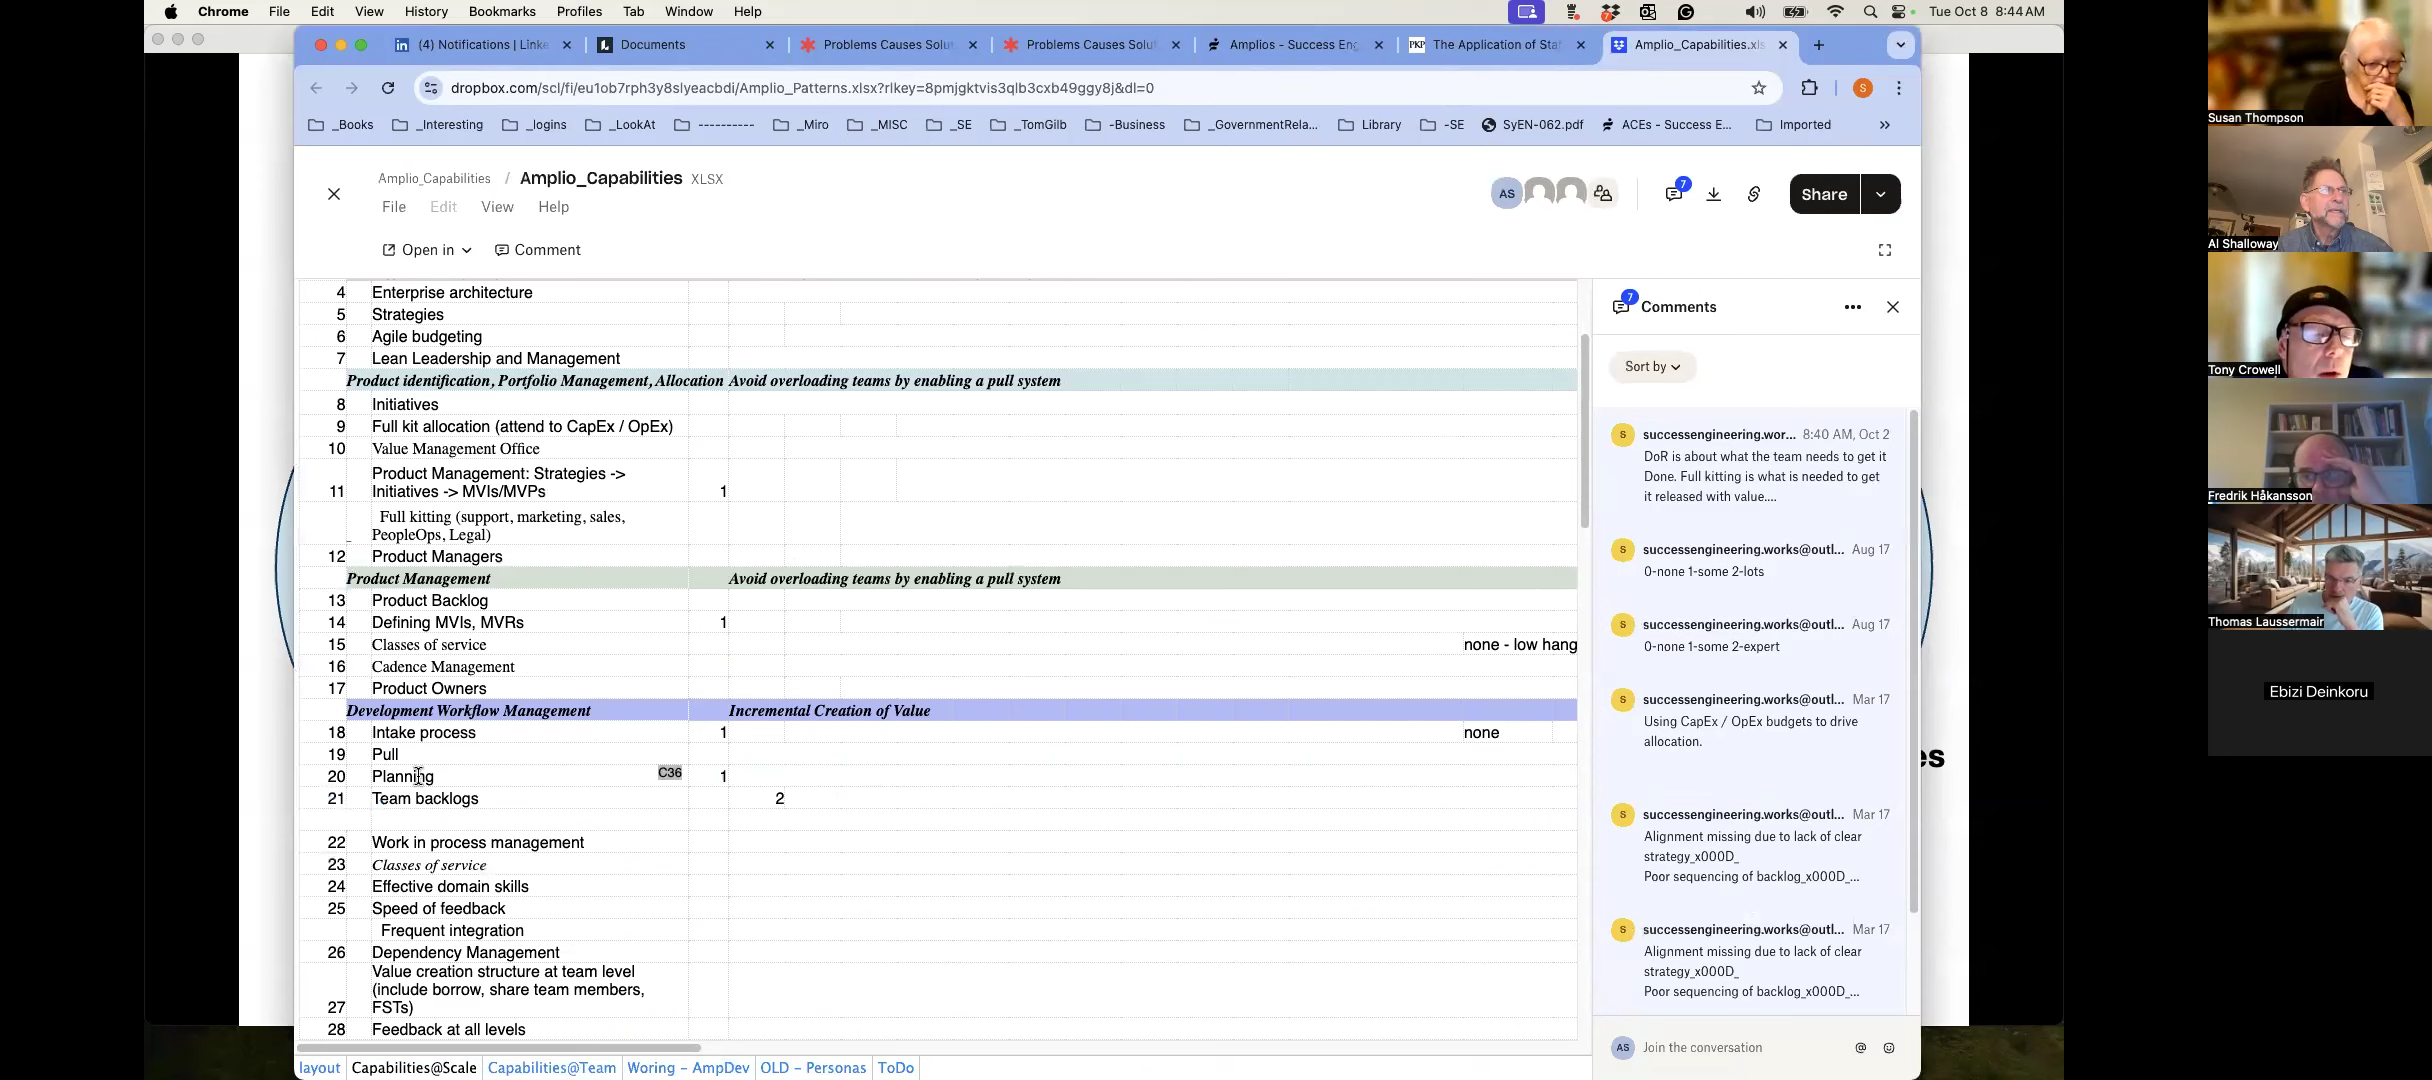 Chrome File Edit View History Bookmarks Profiles Tab Window Help
7
Tue Oct 8 8:44 AM
(4) Notifications | Linke
Documents
Problems Causes Solut
Problems Causes Solut
Amplios - Success Eng
PKP The Application of Stat
Amplio_Capabilities.xls
dropbox.com/scl/fi/eu1ob7rph3y8slyeacbdi/Amplio_Patterns.xlsx?rlkey=8pmjgktvis3qlb3cxb49ggy8j&dl=0
S
_Books _Interesting _logins _LookAt ---------- _Miro _MISC _SE _TomGilb -Business _GovernmentRela... Library -SE SyEN-062.pdf ACEs - Success E... Imported »
Amplio_Capabilities / Amplio_Capabilities XLSX
File Edit View Help
AS
7
Share
Open in
Comment
4 Enterprise architecture
5 Strategies
6 Agile budgeting
7 Lean Leadership and Management
Product identification, Portfolio Management, Allocation Avoid overloading teams by enabling a pull system
8 Initiatives
9 Full kit allocation (attend to CapEx / OpEx)
10 Value Management Office
Product Management: Strategies ->
11 Initiatives -> MVIs/MVPs 1
Full kitting (support, marketing, sales,
_ PeopleOps, Legal)
12 Product Managers
Product Management Avoid overloading teams by enabling a pull system
13 Product Backlog
14 Defining MVIs, MVRs 1
15 Classes of service none - low hang
16 Cadence Management
17 Product Owners
Development Workflow Management Incremental Creation of Value
18 Intake process 1 none
19 Pull
20 Planning C36 1
21 Team backlogs 2
22 Work in process management
23 Classes of service
24 Effective domain skills
25 Speed of feedback
Frequent integration
26 Dependency Management
Value creation structure at team level
(include borrow, share team members,
27 FSTs)
28 Feedback at all levels
layout Capabilities@Scale Capabilities@Team Woring - AmpDev OLD - Personas ToDo
7 Comments
Sort by
S successengineering.wor... 8:40 AM, Oct 2
DoR is about what the team needs to get it
Done. Full kitting is what is needed to get
it released with value....
S successengineering.works@outl... Aug 17
0-none 1-some 2-lots
S successengineering.works@outl... Aug 17
0-none 1-some 2-expert
S successengineering.works@outl... Mar 17
Using CapEx / OpEx budgets to drive
allocation.
S successengineering.works@outl... Mar 17
Alignment missing due to lack of clear
strategy_x000D_
Poor sequencing of backlog_x000D_...
S successengineering.works@outl... Mar 17
Alignment missing due to lack of clear
strategy_x000D_
Poor sequencing of backlog_x000D_...
AS Join the conversation
es
Susan Thompson
Al Shalloway
Tony Crowell
Fredrik Håkansson
Thomas Laussermair
Ebizi Deinkoru